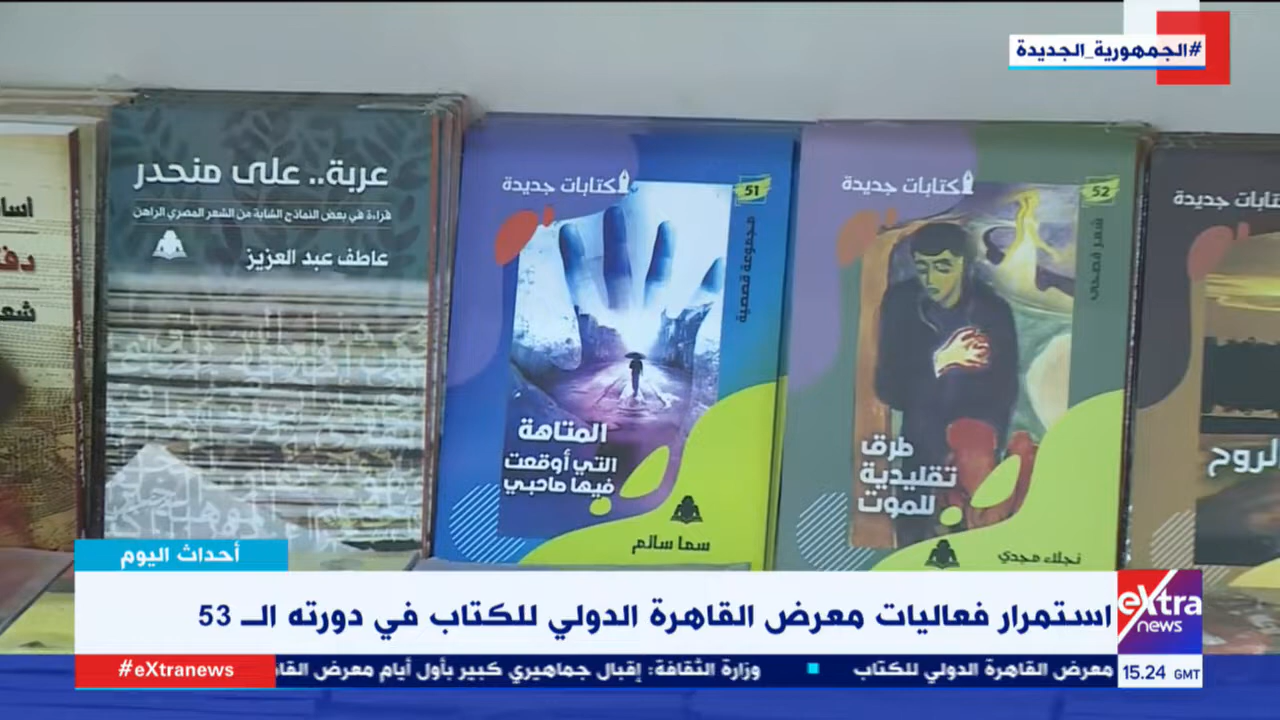 #الجمهورية_الجديدة
عربة.. على منحدر
قراءة في بعض النماذج الشابة من الشعر المصري الراهن
عاطف عبد العزيز
كتابات جديدة
51
مجموعة قصصية
المتاهة
التي أوقعت
فيها صاحبي
سما سالم
كتابات جديدة
52
شعر فصحى
طرق
تقليدية
للموت
نجلاء مجدي
جديدة
أحداث اليوم
استمرار فعاليات معرض القاهرة الدولي للكتاب في دورته الـ 53
eXtra
news
معرض القاهرة الدولي للكتاب
وزارة الثقافة: إقبال جماهيري كبير بأول أيام معرض
#eXtranews
15.24 GMT